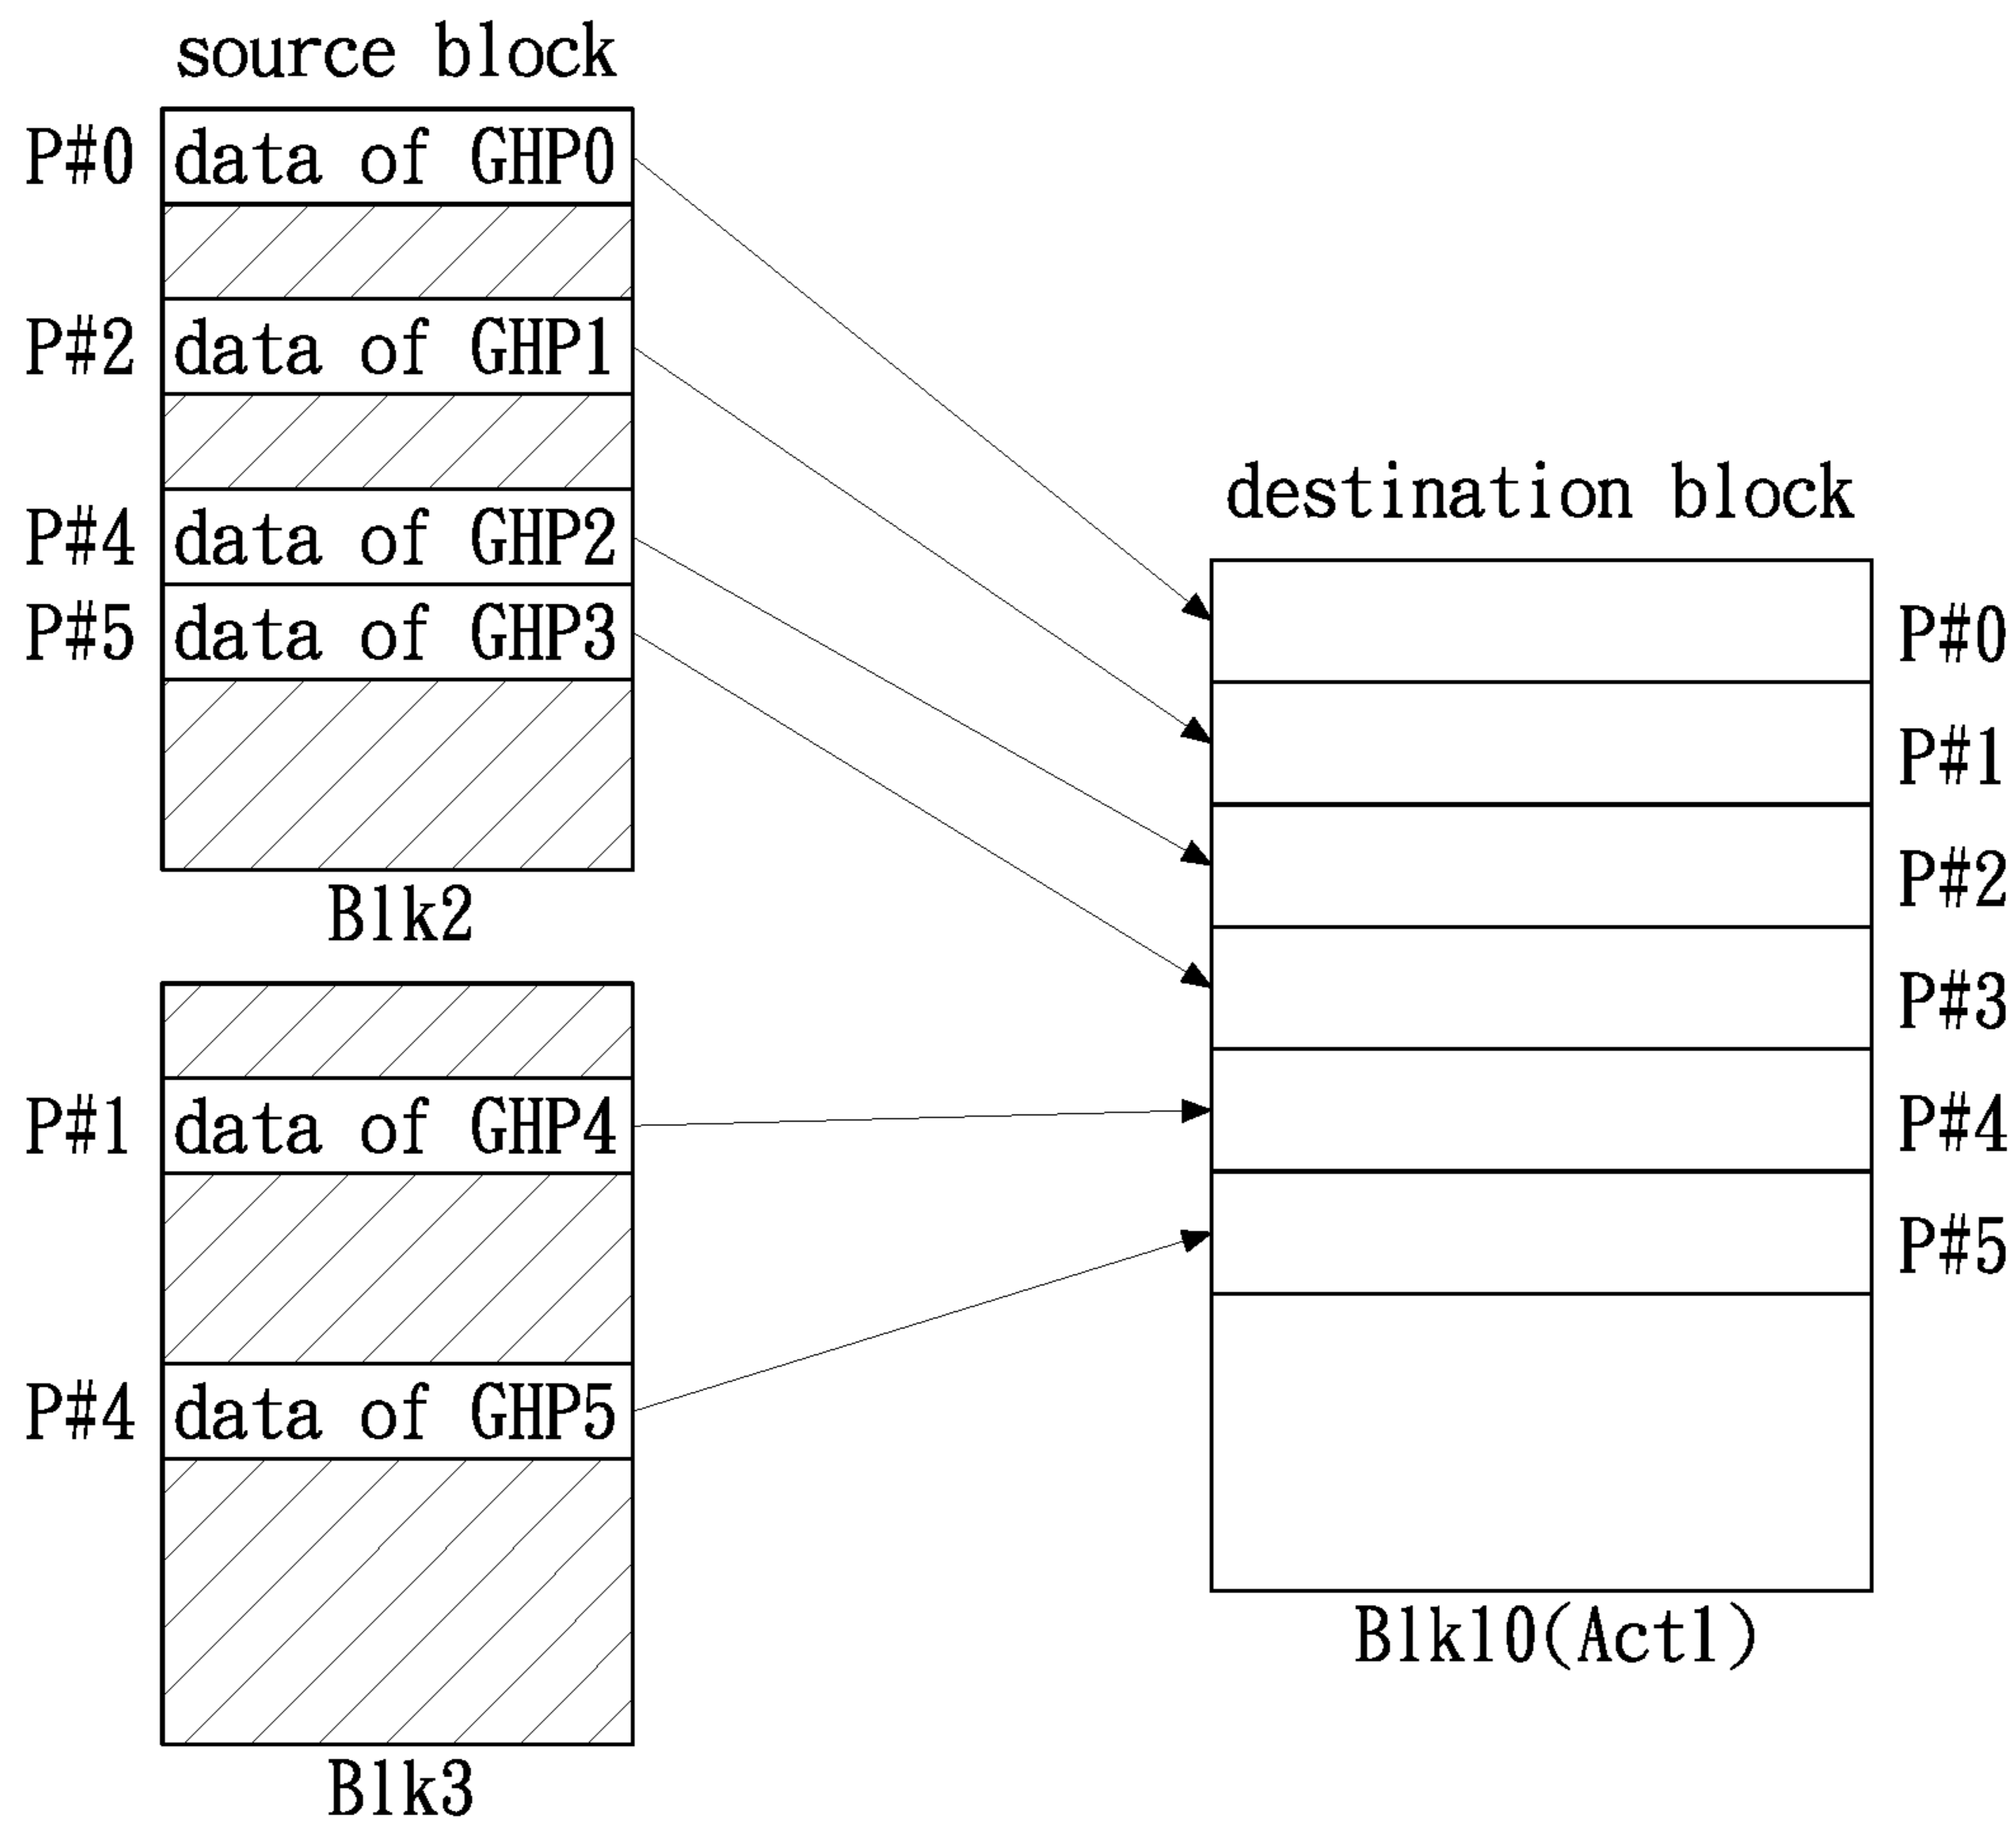 source block
P#0 data of GHP0
P#2 data of GHP1
P#4 data of GHP2
P#5 data of GHP3
Blk2
P#1 data of GHP4
P#4 data of GHP5
Blk3
destination block
P#0
P#1
P#2
P#3
P#4
P#5
Blk10(Act1)